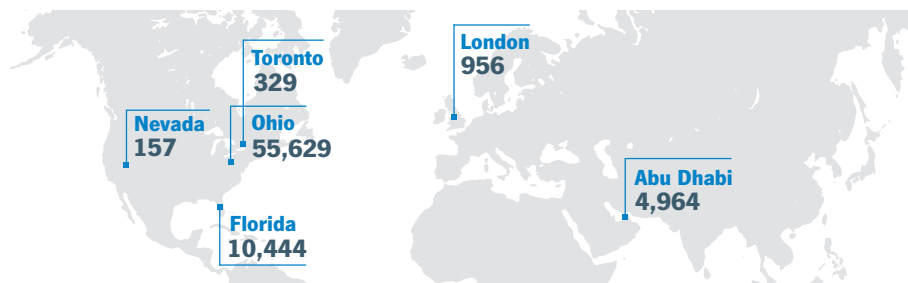 Toronto
329
London
956
Nevada
157
Ohio
55,629
Abu Dhabi
4,964
Florida
10,444